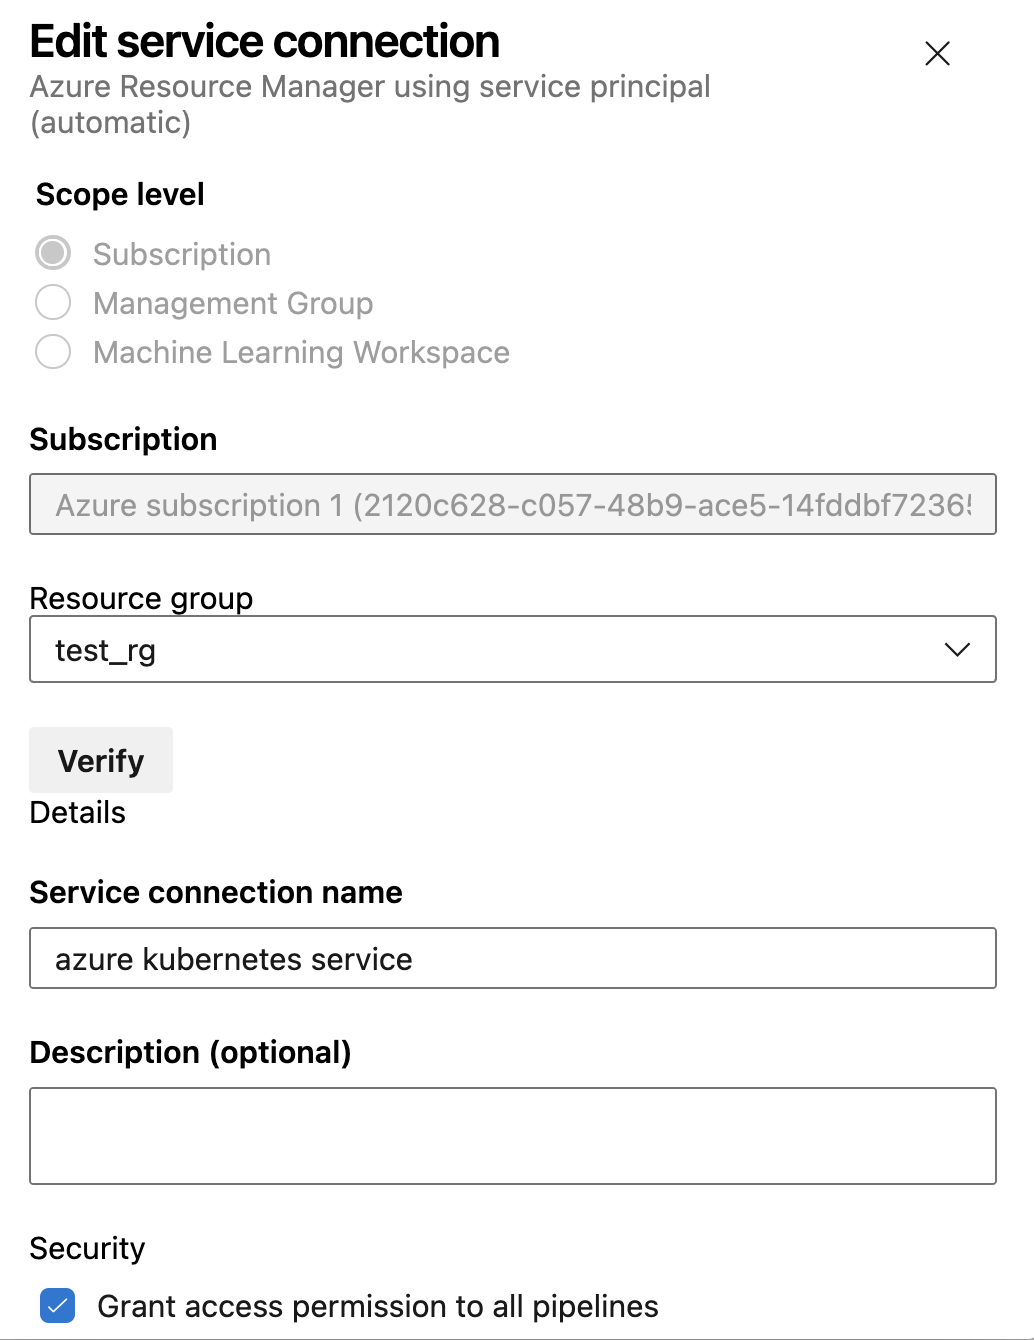 Edit service connection
Azure Resource Manager using service principal
(automatic)
Scope level
Subscription
Management Group
Machine Learning Workspace
Subscription
Azure subscription 1 (2120c628-c057-48b9-ace5-14fddbf7236
Resource group
test_rg
Verify
Details
Service connection name
azure kubernetes service
Description (optional)
Security
Grant access permission to all pipelines